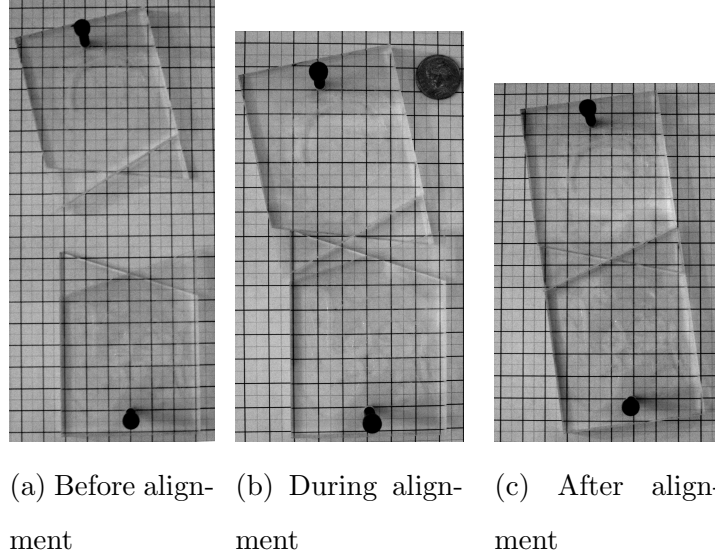 (a) Before align-
ment
(b) During align-
ment
(c) After align-
ment